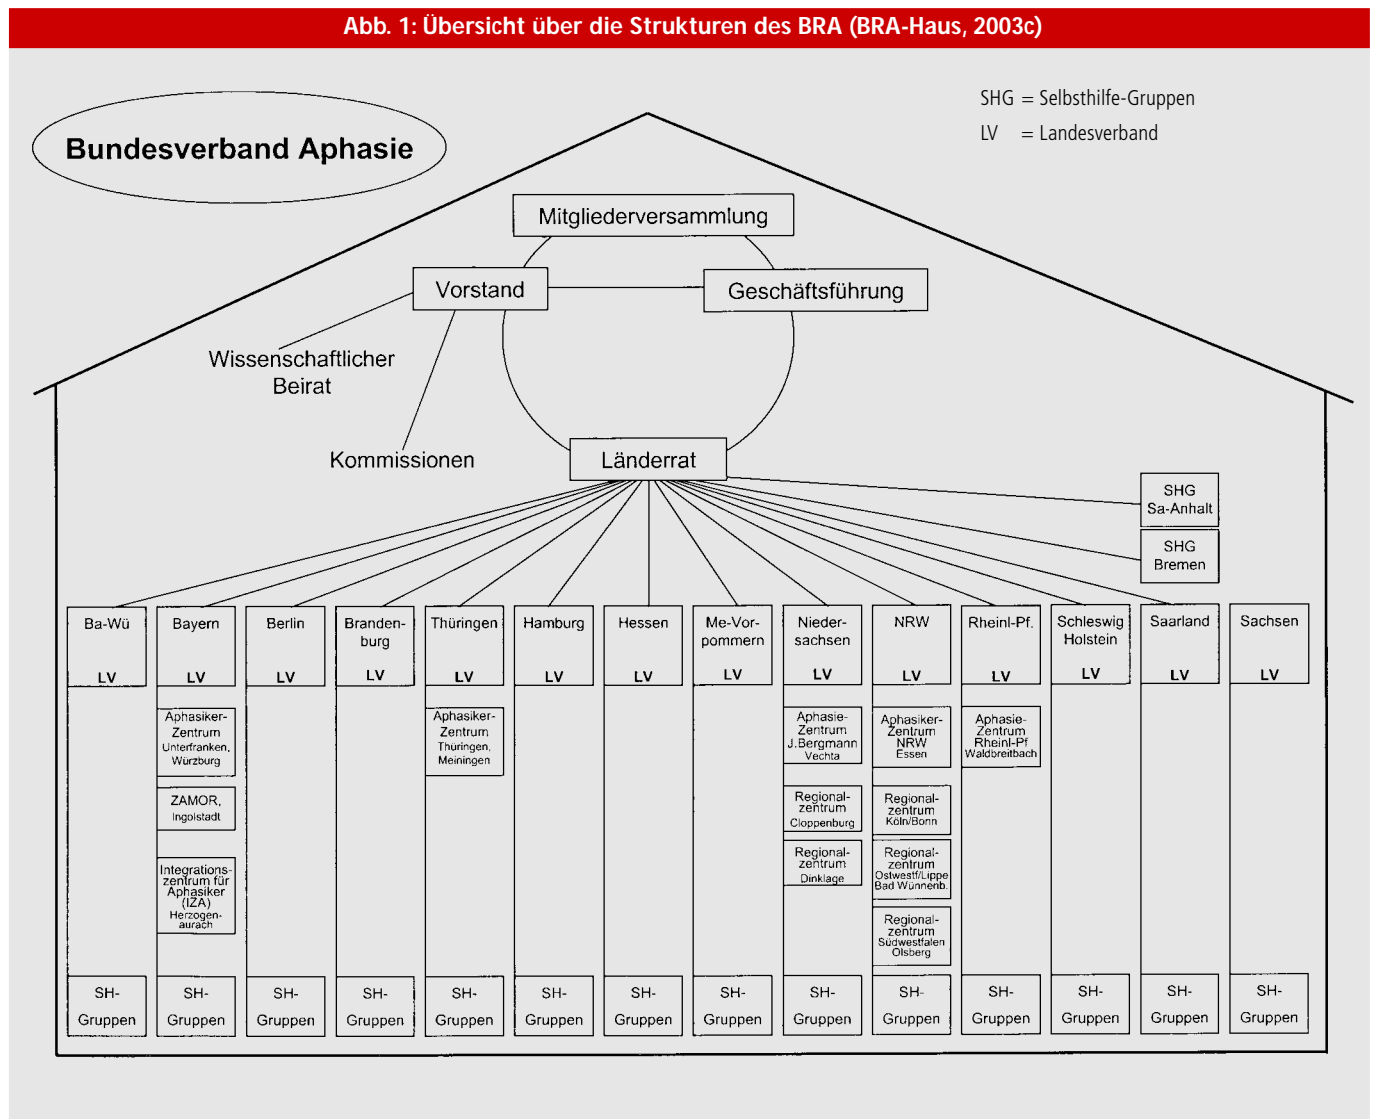 Abb. 1: Übersicht über die Strukturen des BRA (BRA-Haus, 2003c)
SHG = Selbsthilfe-Gruppen
LV = Landesverband
Bundesverband Aphasie
Mitgliederversammlung
Vorstand
Geschäftsführung
Wissenschaftlicher
Beirat
Kommissionen
Länderrat
SHG
Sa-Anhalt
SHG
Bremen
Ba-Wü
LV
Bayern
LV
Berlin
LV
Branden-
burg
LV
Thüringen
LV
Hamburg
LV
Hessen
LV
Me-Vor-
pommern
LV
Nieder-
sachsen
LV
NRW
LV
Rheinl-Pf.
LV
Schleswig
Holstein
LV
Saarland
LV
Sachsen
LV
Aphasiker-
Zentrum
Unterfranken,
Würzburg
ZAMOR,
Ingolstadt
Integrations-
zentrum für
Aphasiker
(IZA)
Herzogen-
aurach
Aphasiker-
Zentrum
Thüringen,
Meiningen
Aphasie-
Zentrum
J.Bergmann
Vechta
Regional-
zentrum
Cloppenburg
Regional-
zentrum
Dinklage
Aphasiker-
Zentrum
NRW
Essen
Regional-
zentrum
Köln/Bonn
Regional-
zentrum
Ostwestf/Lippe
Bad Wünnenb.
Regional-
zentrum
Südwestfalen
Olsberg
Aphasie-
Zentrum
Rheinl-Pf
Waldbreitbach
SH-
Gruppen
SH-
Gruppen
SH-
Gruppen
SH-
Gruppen
SH-
Gruppen
SH-
Gruppen
SH-
Gruppen
SH-
Gruppen
SH-
Gruppen
SH-
Gruppen
SH-
Gruppen
SH-
Gruppen
SH-
Gruppen
SH-
Gruppen